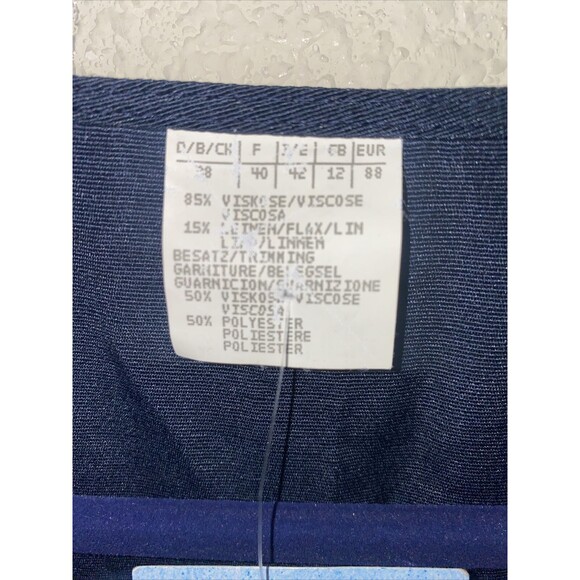 D/B/CH F I/E GB EUR
38 40 42 12 88
85% VISKOSE/VISCOSE
VISCOSA
15% LEINEN/FLAX/LIN
LINO/LINNEN
BESATZ/TRIMMING
GARNITURE/BELEGSEL
GUARNICION/GUARNIZIONE
50% VISKOSE/VISCOSE
VISCOSA
50% POLYESTER
POLIESTERE
POLIESTER